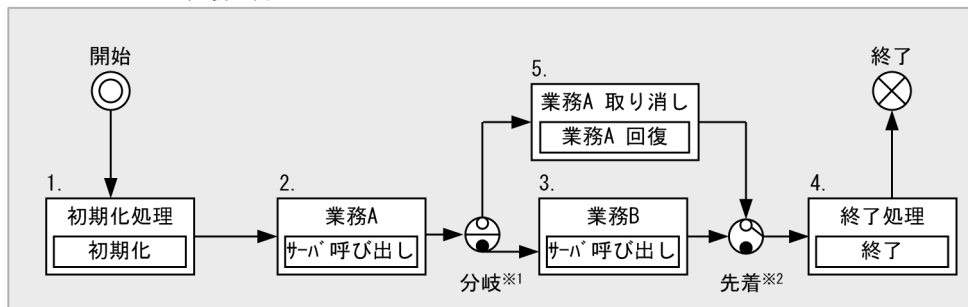 開始
終了
5.
業務A 取り消し
業務A 回復
1.
初期化処理
初期化
2.
業務A
ｻｰﾊﾞ呼び出し
分岐※1
3.
業務B
ｻｰﾊﾞ呼び出し
先着※2
4.
終了処理
終了